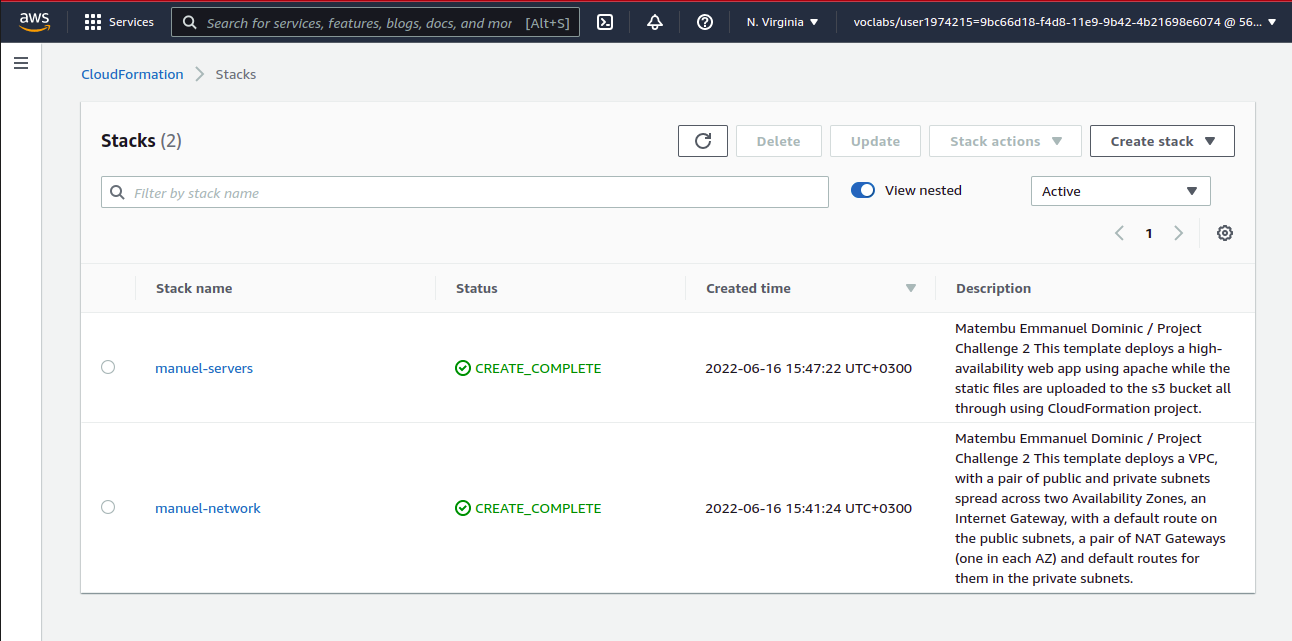 aws
Services
Search for services, features, blogs, docs, and mor [Alt+S]
N. Virginia
voclabs/user1974215=9bc66d18-f4d8-11e9-9b42-4b21698e6074 @ 56...
CloudFormation
Stacks
Stacks (2)
Delete
Update
Stack actions
Create stack
Filter by stack name
View nested
Active
1
Stack name
Status
Created time
Description
manuel-servers
CREATE_COMPLETE
2022-06-16 15:47:22 UTC+0300
Matembu Emmanuel Dominic / Project
Challenge 2 This template deploys a high-
availability web app using apache while the
static files are uploaded to the s3 bucket all
through using CloudFormation project.
manuel-network
CREATE_COMPLETE
2022-06-16 15:41:24 UTC+0300
Matembu Emmanuel Dominic / Project
Challenge 2 This template deploys a VPC,
with a pair of public and private subnets
spread across two Availability Zones, an
Internet Gateway, with a default route on
the public subnets, a pair of NAT Gateways
(one in each AZ) and default routes for
them in the private subnets.